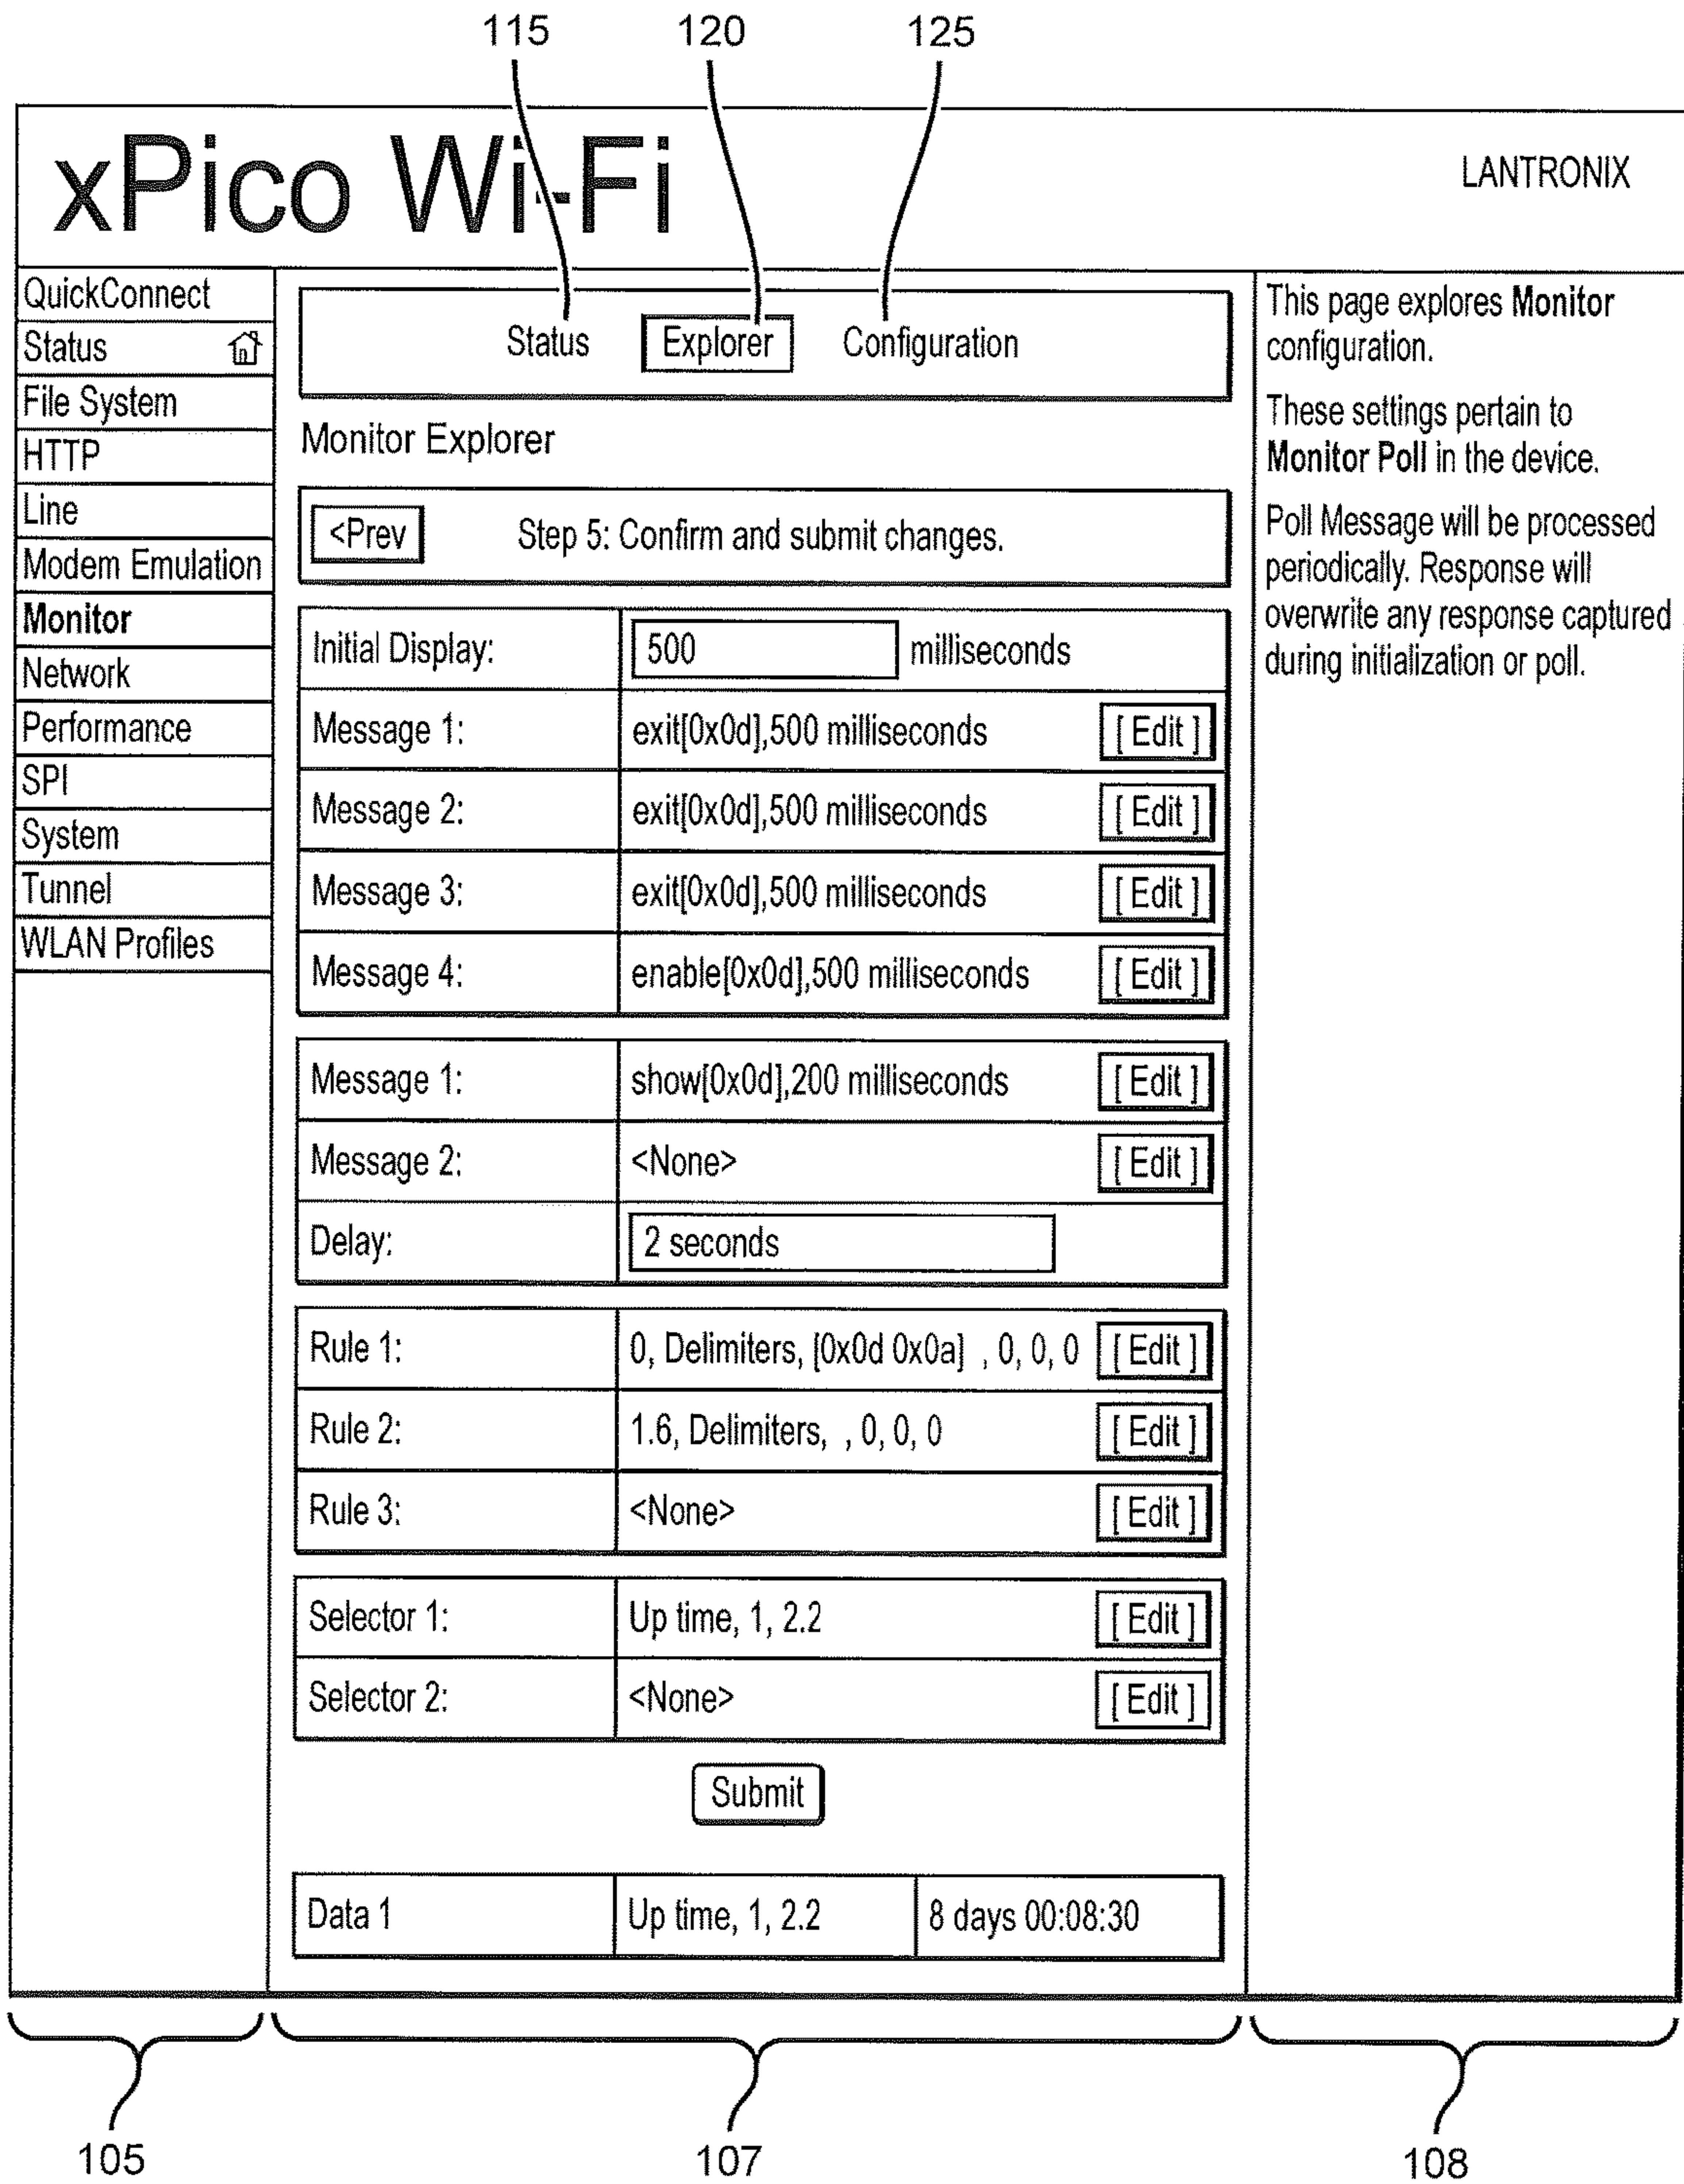 115 120 125
xPico Wi-Fi
LANTRONIX
QuickConnect
Status
File System
HTTP
Line
Modem Emulation
Monitor
Network
Performance
SPI
System
Tunnel
WLAN Profiles
Status Explorer Configuration
Monitor Explorer
<Prev Step 5: Confirm and submit changes.
Initial Display: 500 milliseconds
Message 1: exit[0x0d],500 milliseconds [ Edit ]
Message 2: exit[0x0d],500 milliseconds [ Edit ]
Message 3: exit[0x0d],500 milliseconds [ Edit ]
Message 4: enable[0x0d],500 milliseconds [ Edit ]
Message 1: show[0x0d],200 milliseconds [ Edit ]
Message 2: <None> [ Edit ]
Delay: 2 seconds
Rule 1: 0, Delimiters, [0x0d 0x0a] , 0, 0, 0 [ Edit ]
Rule 2: 1.6, Delimiters, , 0, 0, 0 [ Edit ]
Rule 3: <None> [ Edit ]
Selector 1: Up time, 1, 2.2 [ Edit ]
Selector 2: <None> [ Edit ]
Submit
Data 1 Up time, 1, 2.2 8 days 00:08:30
This page explores Monitor
configuration.
These settings pertain to
Monitor Poll in the device.
Poll Message will be processed
periodically. Response will
overwrite any response captured
during initialization or poll.
105 107 108